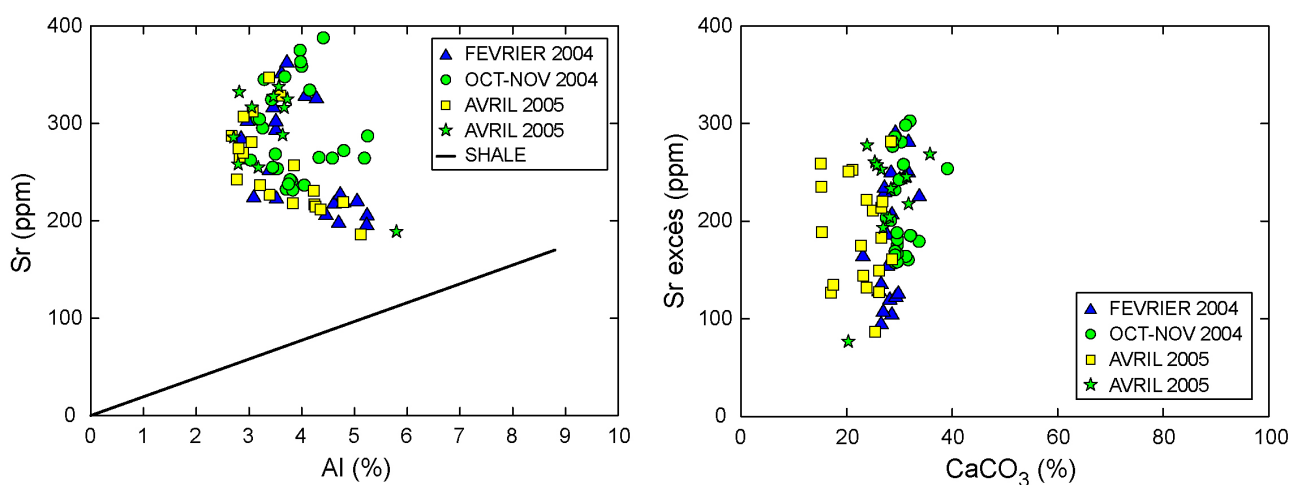 400
300
200
100
0
Sr (ppm)
0 1 2 3 4 5 6 7 8 9 10
Al (%)
FEVRIER 2004
OCT-NOV 2004
AVRIL 2005
AVRIL 2005
SHALE
400
300
200
100
0
Sr excès (ppm)
0 20 40 60 80 100
CaCO3 (%)
FEVRIER 2004
OCT-NOV 2004
AVRIL 2005
AVRIL 2005